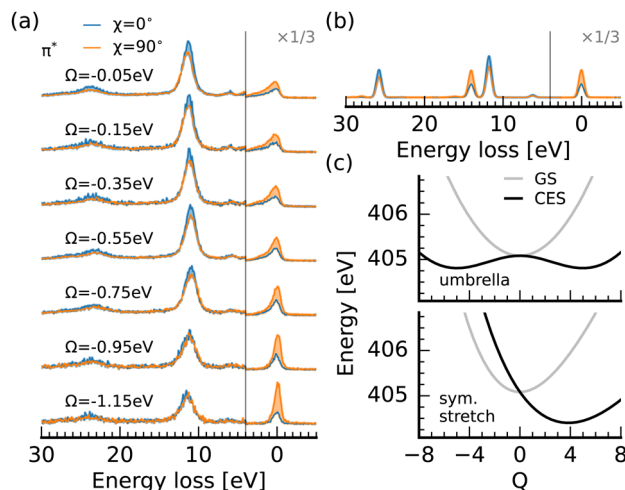 (a)
χ=0°
χ=90°
×1/3
π*
Ω=-0.05eV
Ω=-0.15eV
Ω=-0.35eV
Ω=-0.55eV
Ω=-0.75eV
Ω=-0.95eV
Ω=-1.15eV
30 20 10 0
Energy loss [eV]
(b)
×1/3
30 20 10 0
Energy loss [eV]
(c)
GS
CES
406
405
umbrella
Energy [eV]
406
405
sym.
stretch
−8 −4 0 4 8
Q